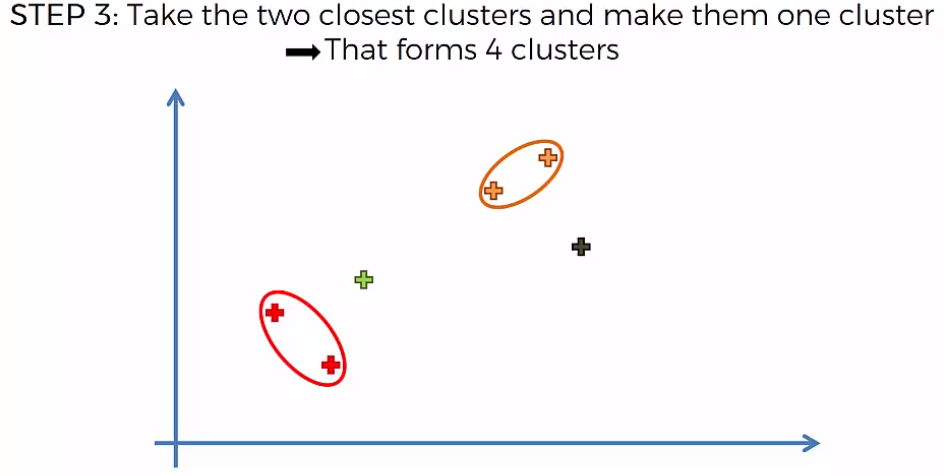 STEP 3: Take the two closest clusters and make them one cluster
➡That forms 4 clusters